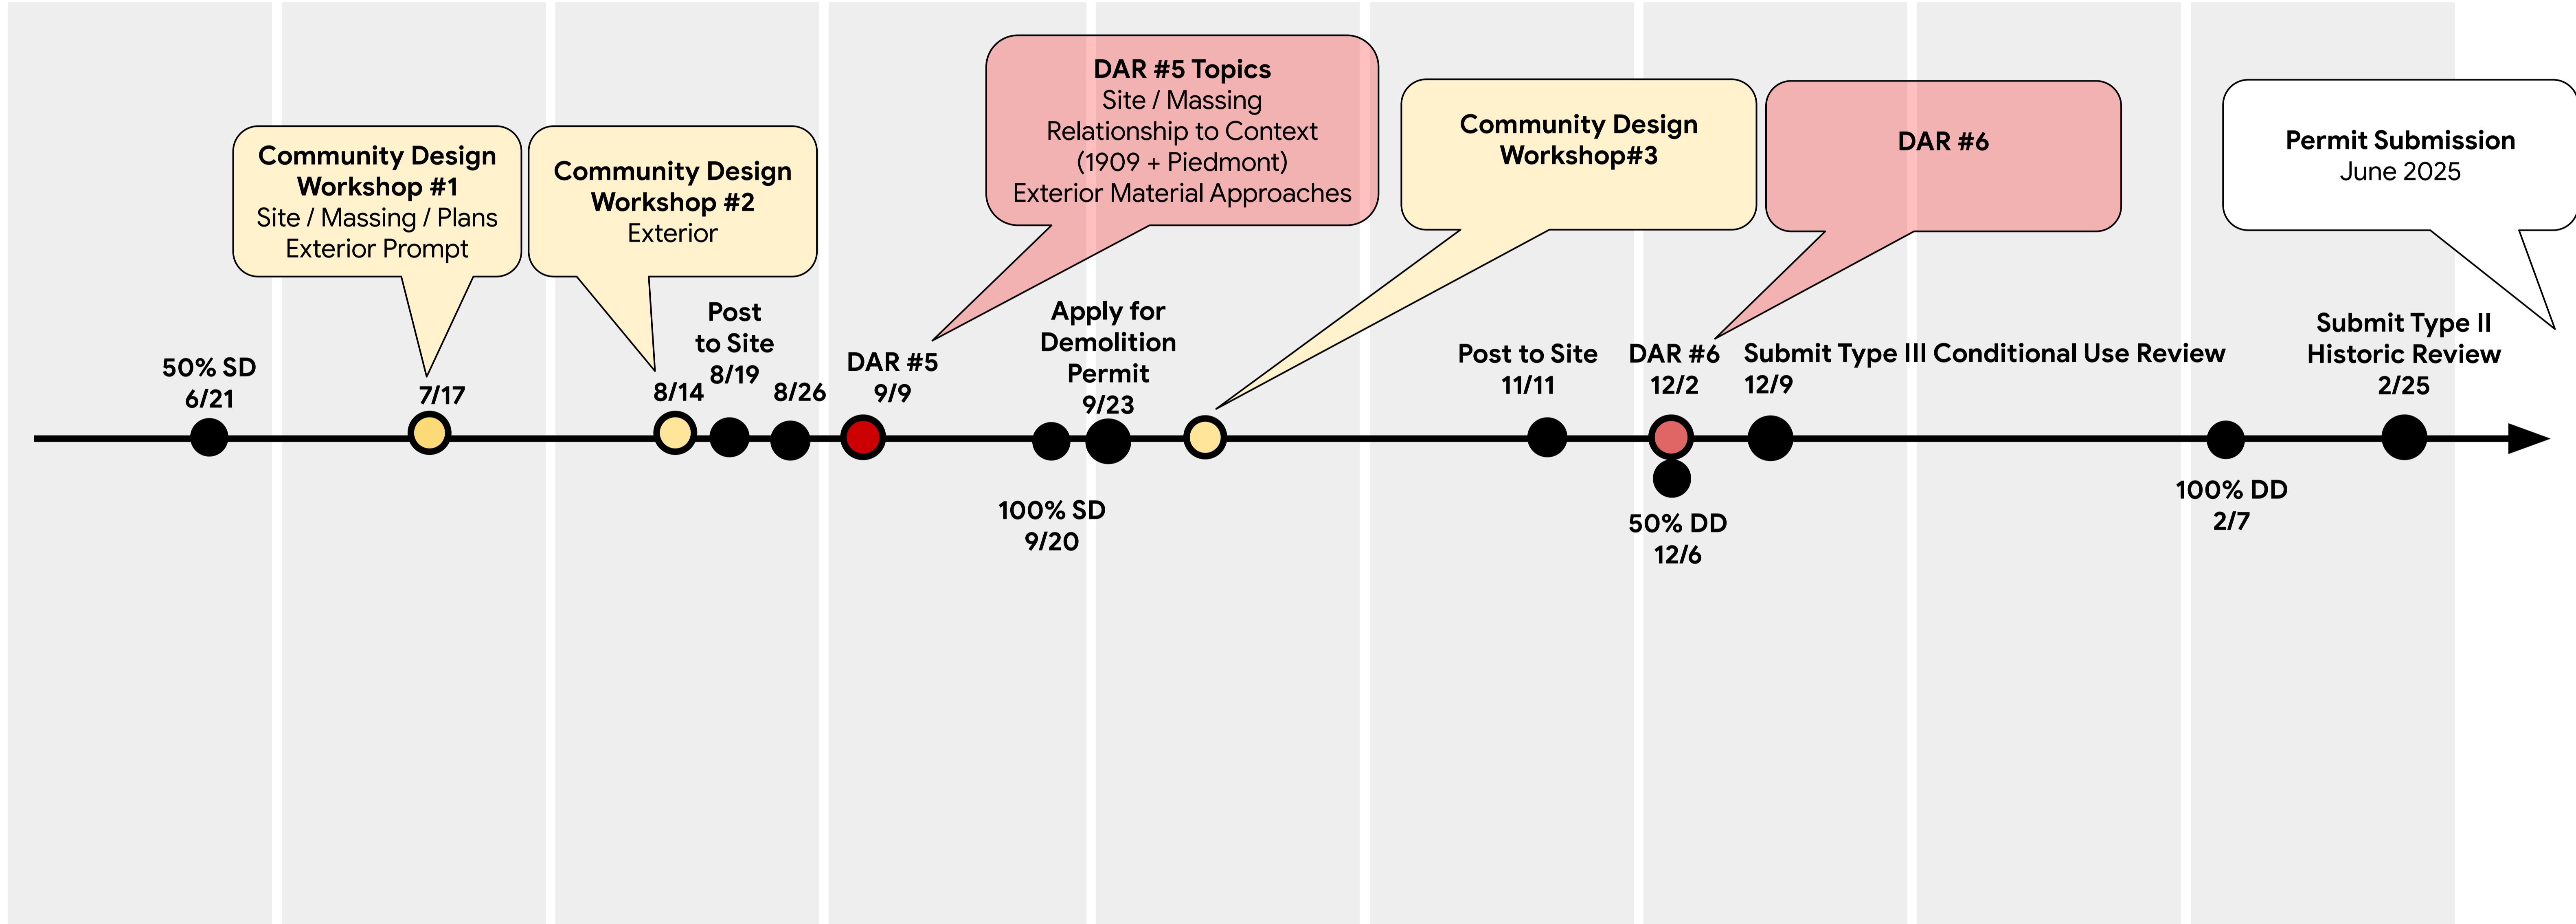 DAR #5 Topics
Site / Massing
Relationship to Context
(1909 + Piedmont)
Exterior Material Approaches
Community Design
Workshop#3
DAR #6
Permit Submission
June 2025
Community Design
Workshop #1
Site / Massing / Plans
Exterior Prompt
Community Design
Workshop #2
Exterior
50% SD
6/21
7/17
8/14
Post
to Site
8/19
8/26
DAR #5
9/9
Apply for
Demolition
Permit
9/23
Post to Site
11/11
DAR #6
12/2
Submit Type III Conditional Use Review
12/9
Submit Type II
Historic Review
2/25
100% SD
9/20
50% DD
12/6
100% DD
2/7